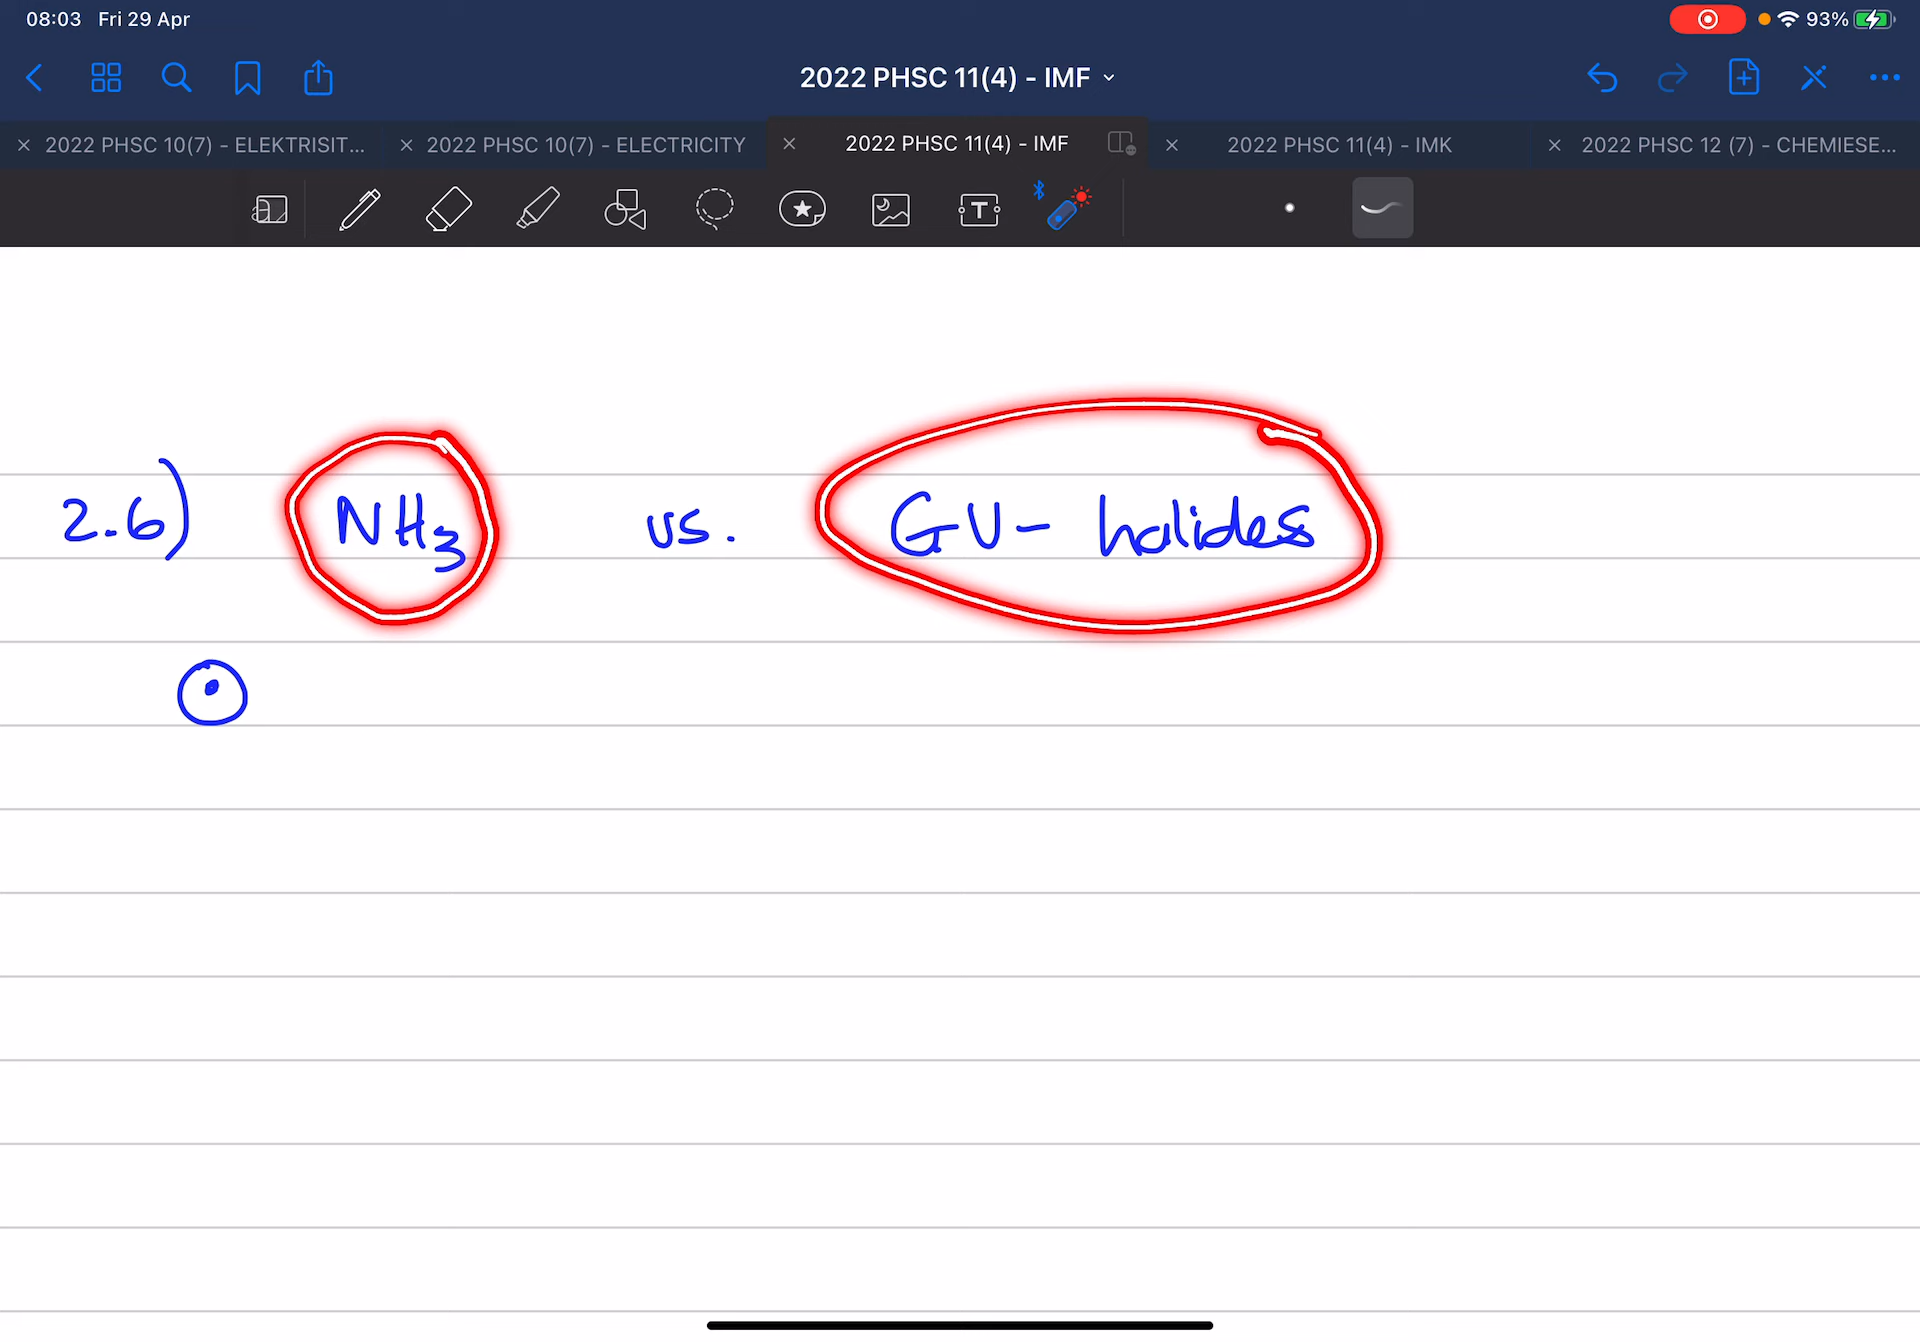 08:03 Fri 29 Apr 93%
2022 PHSC 11(4) - IMF
2022 PHSC 10(7) - ELEKTRISIT... 2022 PHSC 10(7) - ELECTRICITY 2022 PHSC 11(4) - IMF 2022 PHSC 11(4) - IMK 2022 PHSC 12 (7) - CHEMIESE...
2.6) NH₃ vs. GV- halides